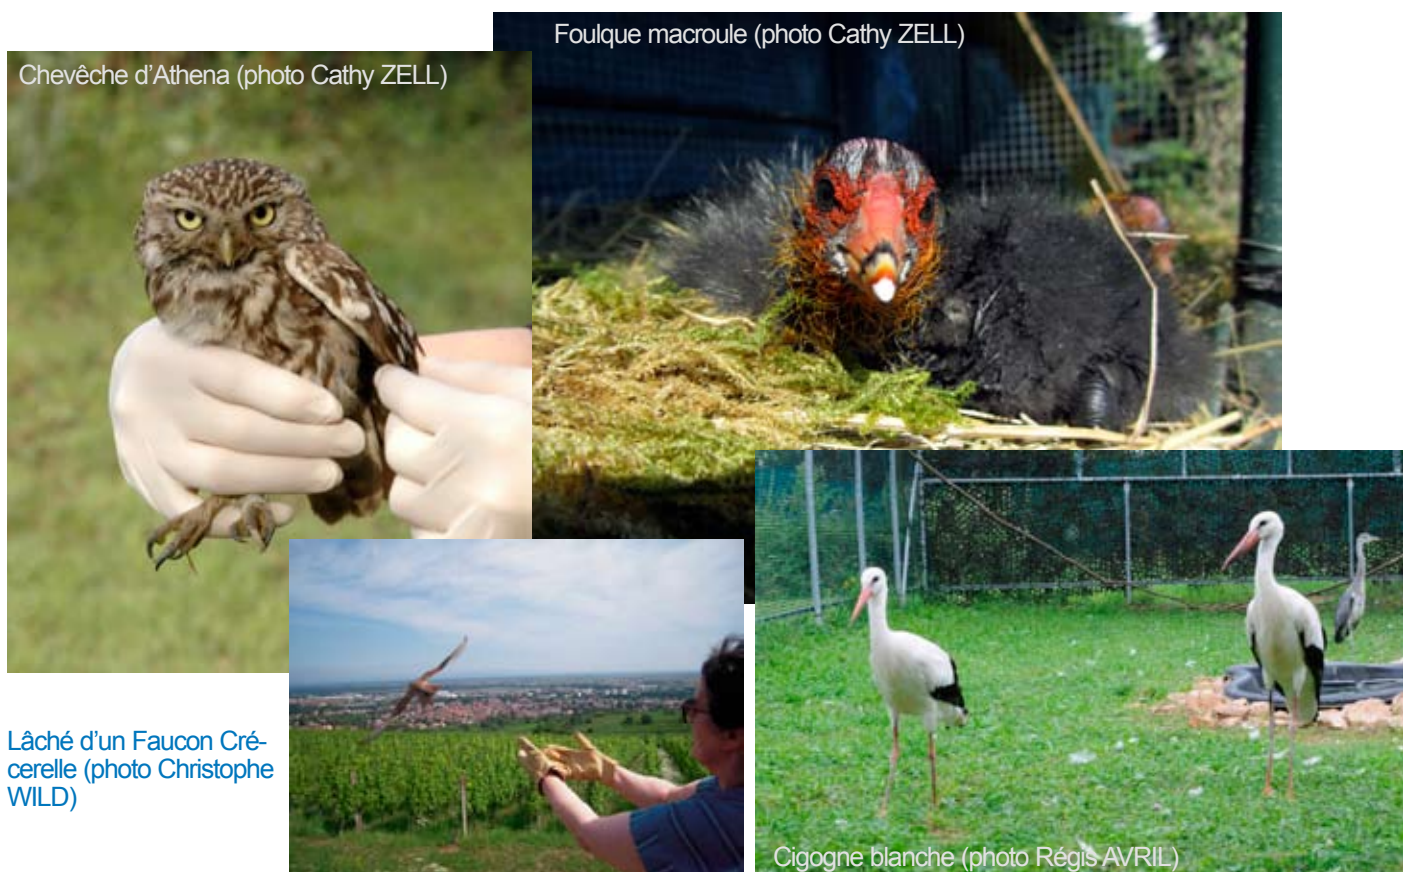 Foulque macroule (photo Cathy ZELL)
Chevêche d’Athena (photo Cathy ZELL)
Lâché d’un Faucon Cré-
cerelle (photo Christophe
WILD)
Cigogne blanche (photo Régis AVRIL)